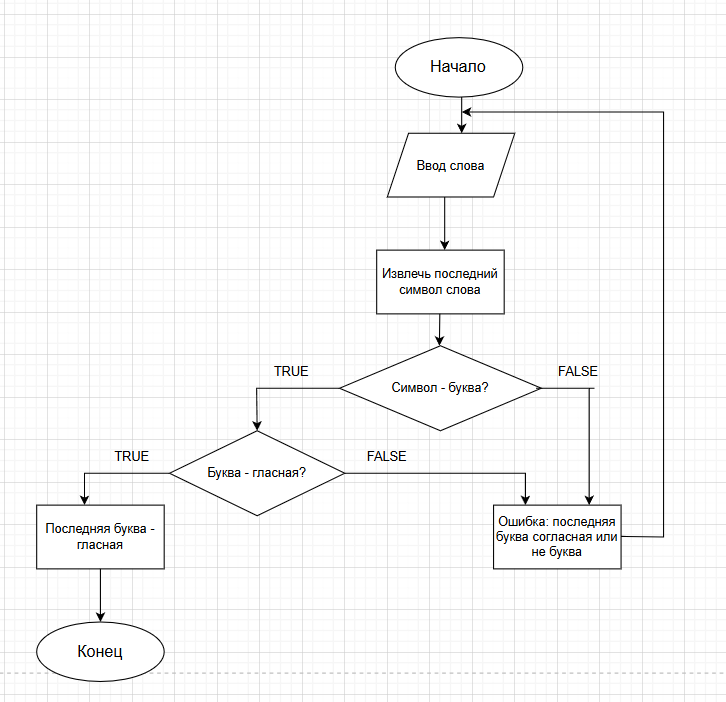 Начало
Ввод слова
Извлечь последний
символ слова
TRUE
FALSE
Символ - буква?
TRUE
FALSE
Буква - гласная?
Последняя буква -
гласная
Ошибка: последняя
буква согласная или
не буква
Конец